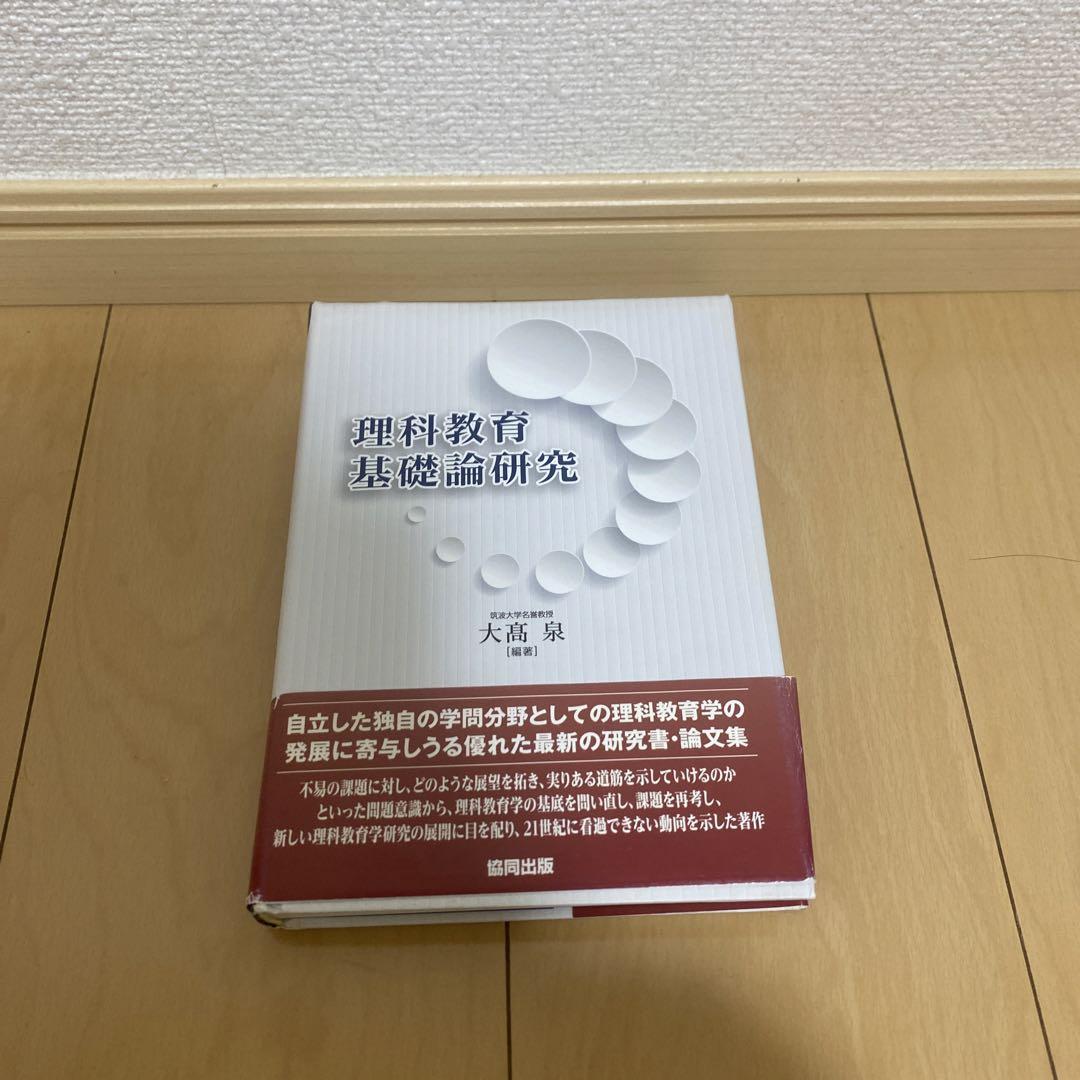 理科教育
基礎論研究
筑波大学名誉教授
大髙 泉
[編著]
自立した独自の学問分野としての理科教育学の
発展に寄与しうる優れた最新の研究書・論文集
不易の課題に対し、どのような展望を拓き、実りある道筋を示していけるのか
といった問題意識から、理科教育学の基底を問い直し、課題を再考し、
新しい理科教育学研究の展開に目を配り、21世紀に看過できない動向を示した著作
協同出版